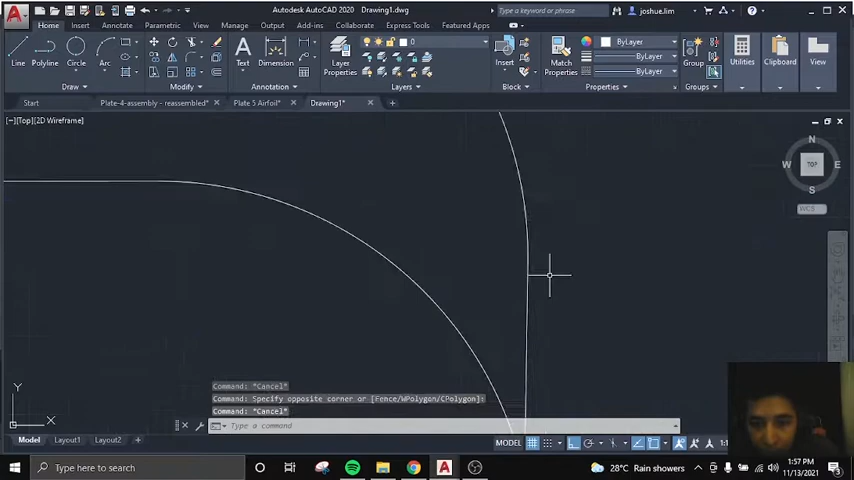 Autodesk AutoCAD 2020 Drawing1.dwg
Type a keyword or phrase
joshue.lim
Home Insert Annotate Parametric View Manage Output Add-ins Collaborate Express Tools Featured Apps
Line Polyline Circle Arc Text Dimension Layer Properties 0 Insert Match Properties ByLayer Group Utilities Clipboard View
ByLayer
ByLayer
Draw Modify Annotation Layers Block Properties Groups
Start Plate-4-assembly - reassembled* Plate 5 Airfoil* Drawing1*
[−][Top][2D Wireframe]
N
W TOP E
S
WCS
Command: *Cancel*
Command: Specify opposite corner or [Fence/WPolygon/CPolygon]:
Command: *Cancel*
Type a command
Y
X
Model Layout1 Layout2
MODEL
Type here to search
28°C Rain showers
1:57 PM
11/13/2021